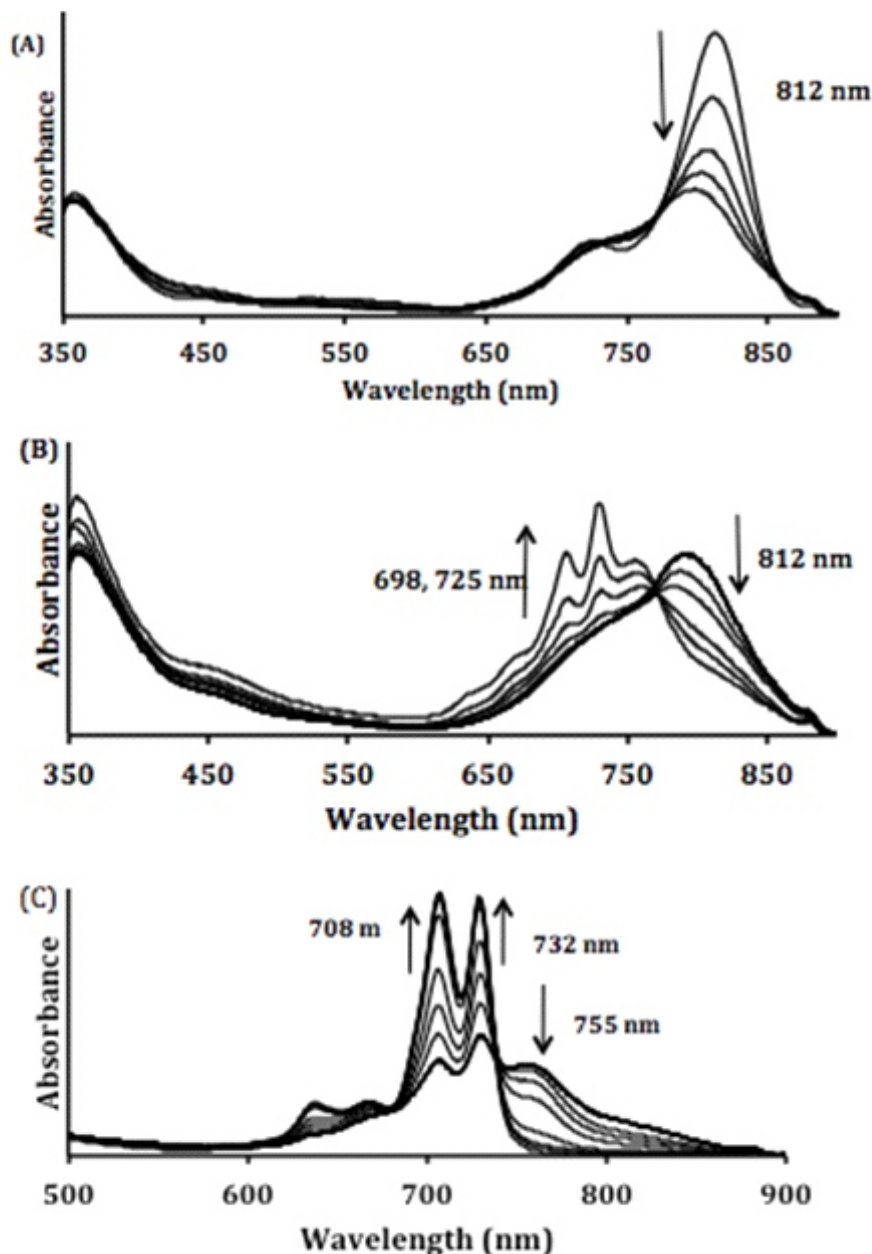 (A)
Absorbance
812 nm
350 450 550 650 750 850
Wavelength (nm)
(B)
Absorbance
698, 725 nm
812 nm
350 450 550 650 750 850
Wavelength (nm)
(C)
Absorbance
708 m
732 nm
755 nm
500 600 700 800 900
Wavelength (nm)